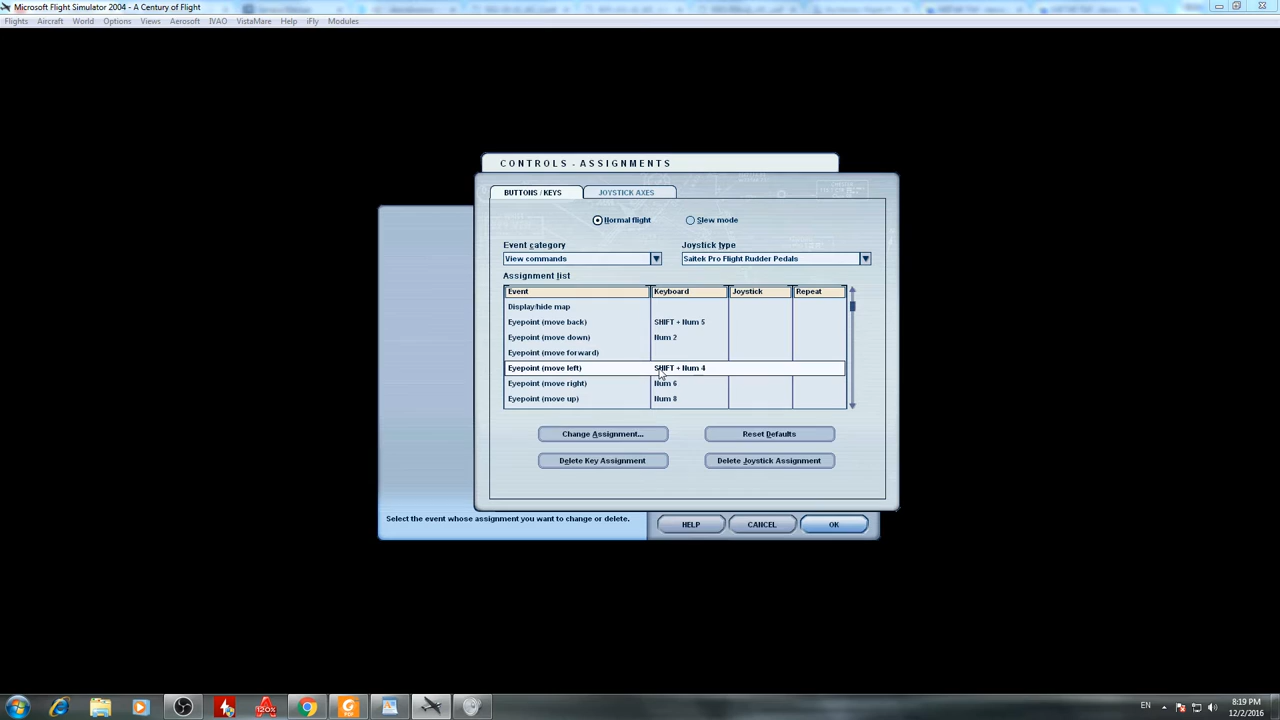 Microsoft Flight Simulator 2004 - A Century of Flight
Flights Aircraft World Options Views Aerosoft IVAO VistaMare Help iFly Modules
CONTROLS - ASSIGNMENTS
BUTTONS / KEYS JOYSTICK AXES
Normal flight Slew mode
Event category Joystick type
View commands Saitek Pro Flight Rudder Pedals
Assignment list
Event Keyboard Joystick Repeat
Display/hide map
Eyepoint (move back) SHIFT + Num 5
Eyepoint (move down) Num 2
Eyepoint (move forward)
Eyepoint (move left) SHIFT + Num 4
Eyepoint (move right) Num 6
Eyepoint (move up) Num 8
Change Assignment... Reset Defaults
Delete Key Assignment Delete Joystick Assignment
Select the event whose assignment you want to change or delete. HELP CANCEL OK
120%
PDF
EN 8:19 PM
12/2/2016